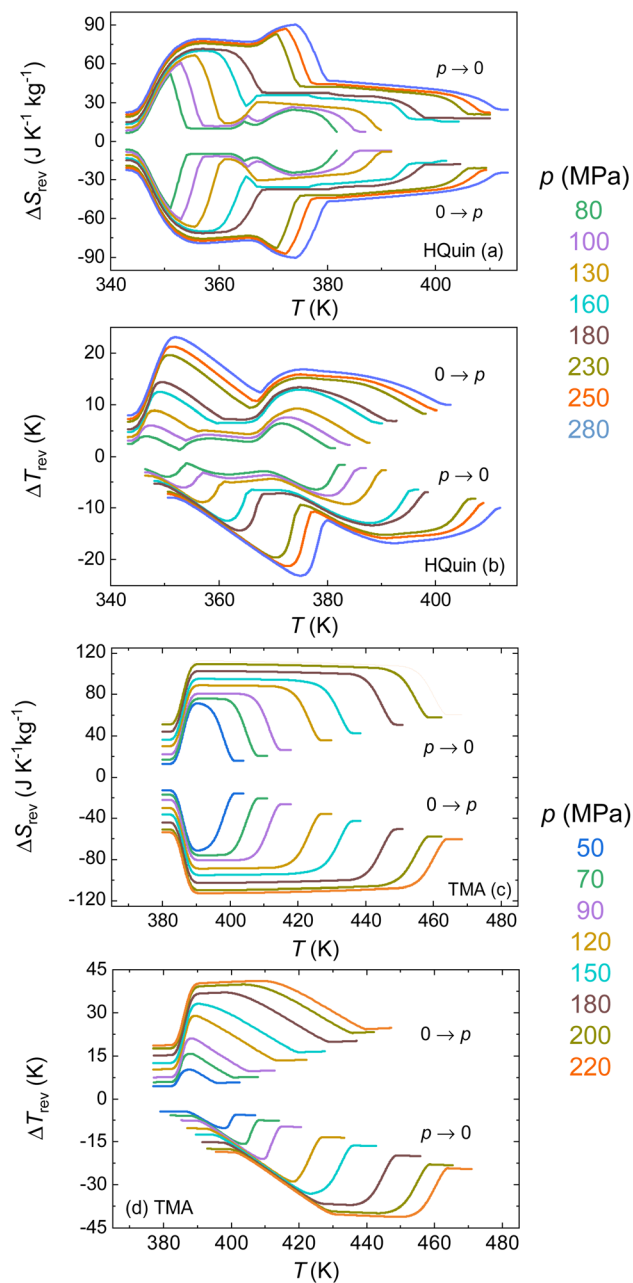 90
60
30
0
-30
-60
-90
ΔS_rev (J K⁻¹ kg⁻¹)
p → 0
0 → p
HQuin (a)
340 360 380 400
T (K)
p (MPa)
80
100
130
160
180
230
250
280
20
10
0
-10
-20
ΔT_rev (K)
0 → p
p → 0
HQuin (b)
340 360 380 400
T (K)
120
80
40
0
-40
-80
-120
ΔS_rev (J K⁻¹kg⁻¹)
p → 0
0 → p
TMA (c)
380 400 420 440 460 480
T (K)
p (MPa)
50
70
90
120
150
180
200
220
45
30
15
0
-15
-30
-45
ΔT_rev (K)
0 → p
p → 0
(d) TMA
380 400 420 440 460 480
T (K)